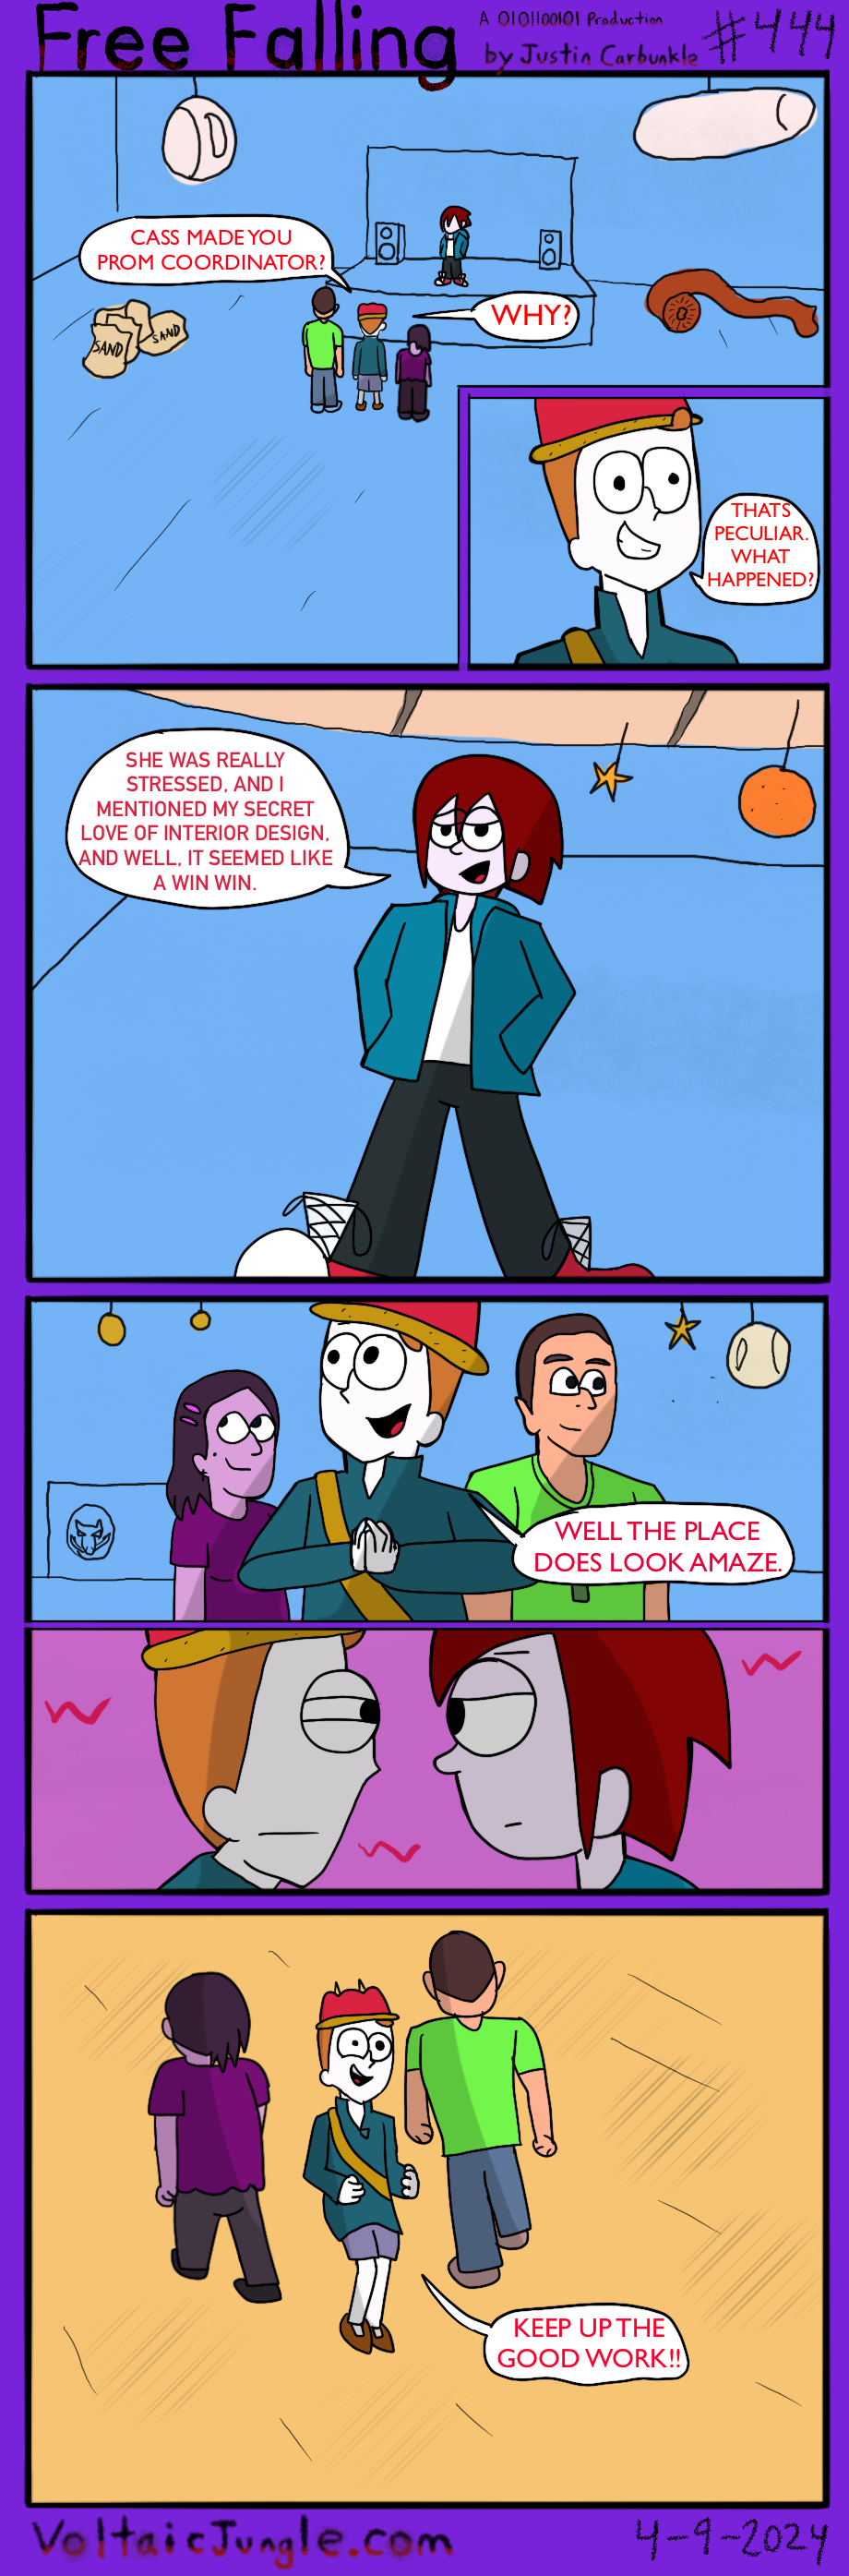 Free Falling
A 0101100101 Production
by Justin Carbunkle
#444
CASS MADE YOU
PROM COORDINATOR?
WHY?
SAND
SAND
THATS
PECULIAR.
WHAT
HAPPENED?
SHE WAS REALLY
STRESSED, AND I
MENTIONED MY SECRET
LOVE OF INTERIOR DESIGN,
AND WELL, IT SEEMED LIKE
A WIN WIN.
WELL THE PLACE
DOES LOOK AMAZE.
KEEP UP THE
GOOD WORK!!
VoltaicJungle.com
4-9-2024